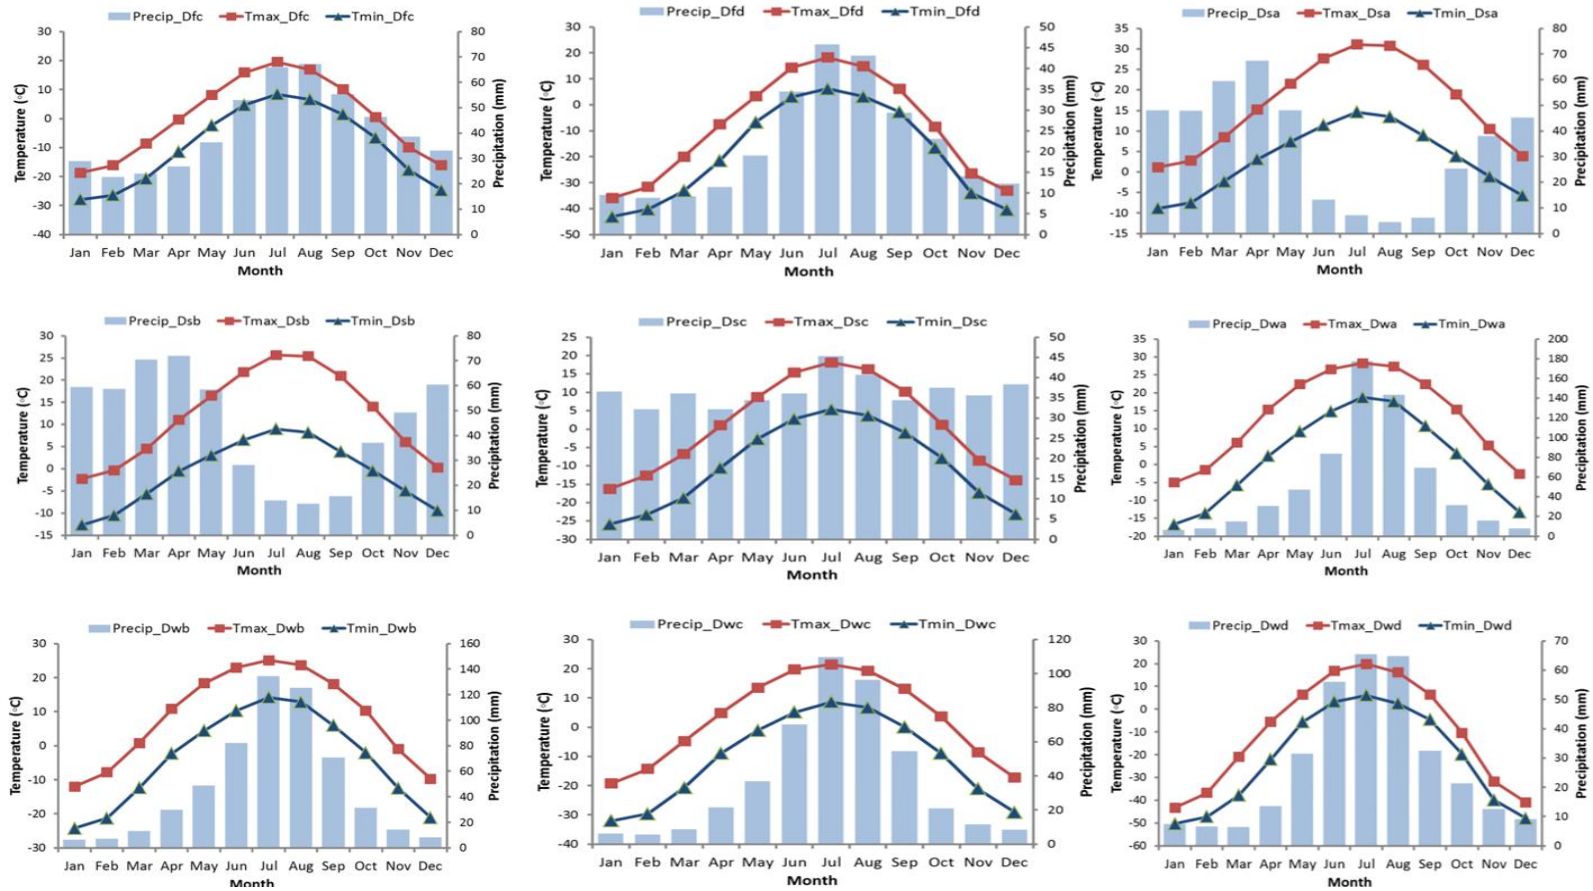 Precip_Dfc Tmax_Dfc Tmin_Dfc
30 20 10 0 -10 -20 -30 -40
Temperature (◦C)
80 70 60 50 40 30 20 10 0
Precipitation (mm)
Jan Feb Mar Apr May Jun Jul Aug Sep Oct Nov Dec
Month
Precip_Dfd Tmax_Dfd Tmin_Dfd
30 20 10 0 -10 -20 -30 -40 -50
Temperature (◦C)
50 45 40 35 30 25 20 15 10 5 0
Precipitation (mm)
Jan Feb Mar Apr May Jun Jul Aug Sep Oct Nov Dec
Month
Precip_Dsa Tmax_Dsa Tmin_Dsa
35 30 25 20 15 10 5 0 -5 -10 -15
Temperature (◦C)
80 70 60 50 40 30 20 10 0
Precipitation (mm)
Jan Feb Mar Apr May Jun Jul Aug Sep Oct Nov Dec
Month
Precip_Dsb Tmax_Dsb Tmin_Dsb
30 25 20 15 10 5 0 -5 -10 -15
Temperature (◦C)
80 70 60 50 40 30 20 10 0
Precipitation (mm)
Jan Feb Mar Apr May Jun Jul Aug Sep Oct Nov Dec
Month
Precip_Dsc Tmax_Dsc Tmin_Dsc
25 20 15 10 5 0 -5 -10 -15 -20 -25 -30
Temperature (◦C)
50 45 40 35 30 25 20 15 10 5 0
Precipitation (mm)
Jan Feb Mar Apr May Jun Jul Aug Sep Oct Nov Dec
Month
Precip_Dwa Tmax_Dwa Tmin_Dwa
35 30 25 20 15 10 5 0 -5 -10 -15 -20
Temperature (◦C)
200 180 160 140 120 100 80 60 40 20 0
Precipitation (mm)
Jan Feb Mar Apr May Jun Jul Aug Sep Oct Nov Dec
Month
Precip_Dwb Tmax_Dwb Tmin_Dwb
30 20 10 0 -10 -20 -30
Temperature (◦C)
160 140 120 100 80 60 40 20 0
Precipitation (mm)
Jan Feb Mar Apr May Jun Jul Aug Sep Oct Nov Dec
Month
Precip_Dwc Tmax_Dwc Tmin_Dwc
30 20 10 0 -10 -20 -30 -40
Temperature (◦C)
120 100 80 60 40 20 0
Precipitation (mm)
Jan Feb Mar Apr May Jun Jul Aug Sep Oct Nov Dec
Month
Precip_Dwd Tmax_Dwd Tmin_Dwd
30 20 10 0 -10 -20 -30 -40 -50 -60
Temperature (◦C)
70 60 50 40 30 20 10 0
Precipitation (mm)
Jan Feb Mar Apr May Jun Jul Aug Sep Oct Nov Dec
Month